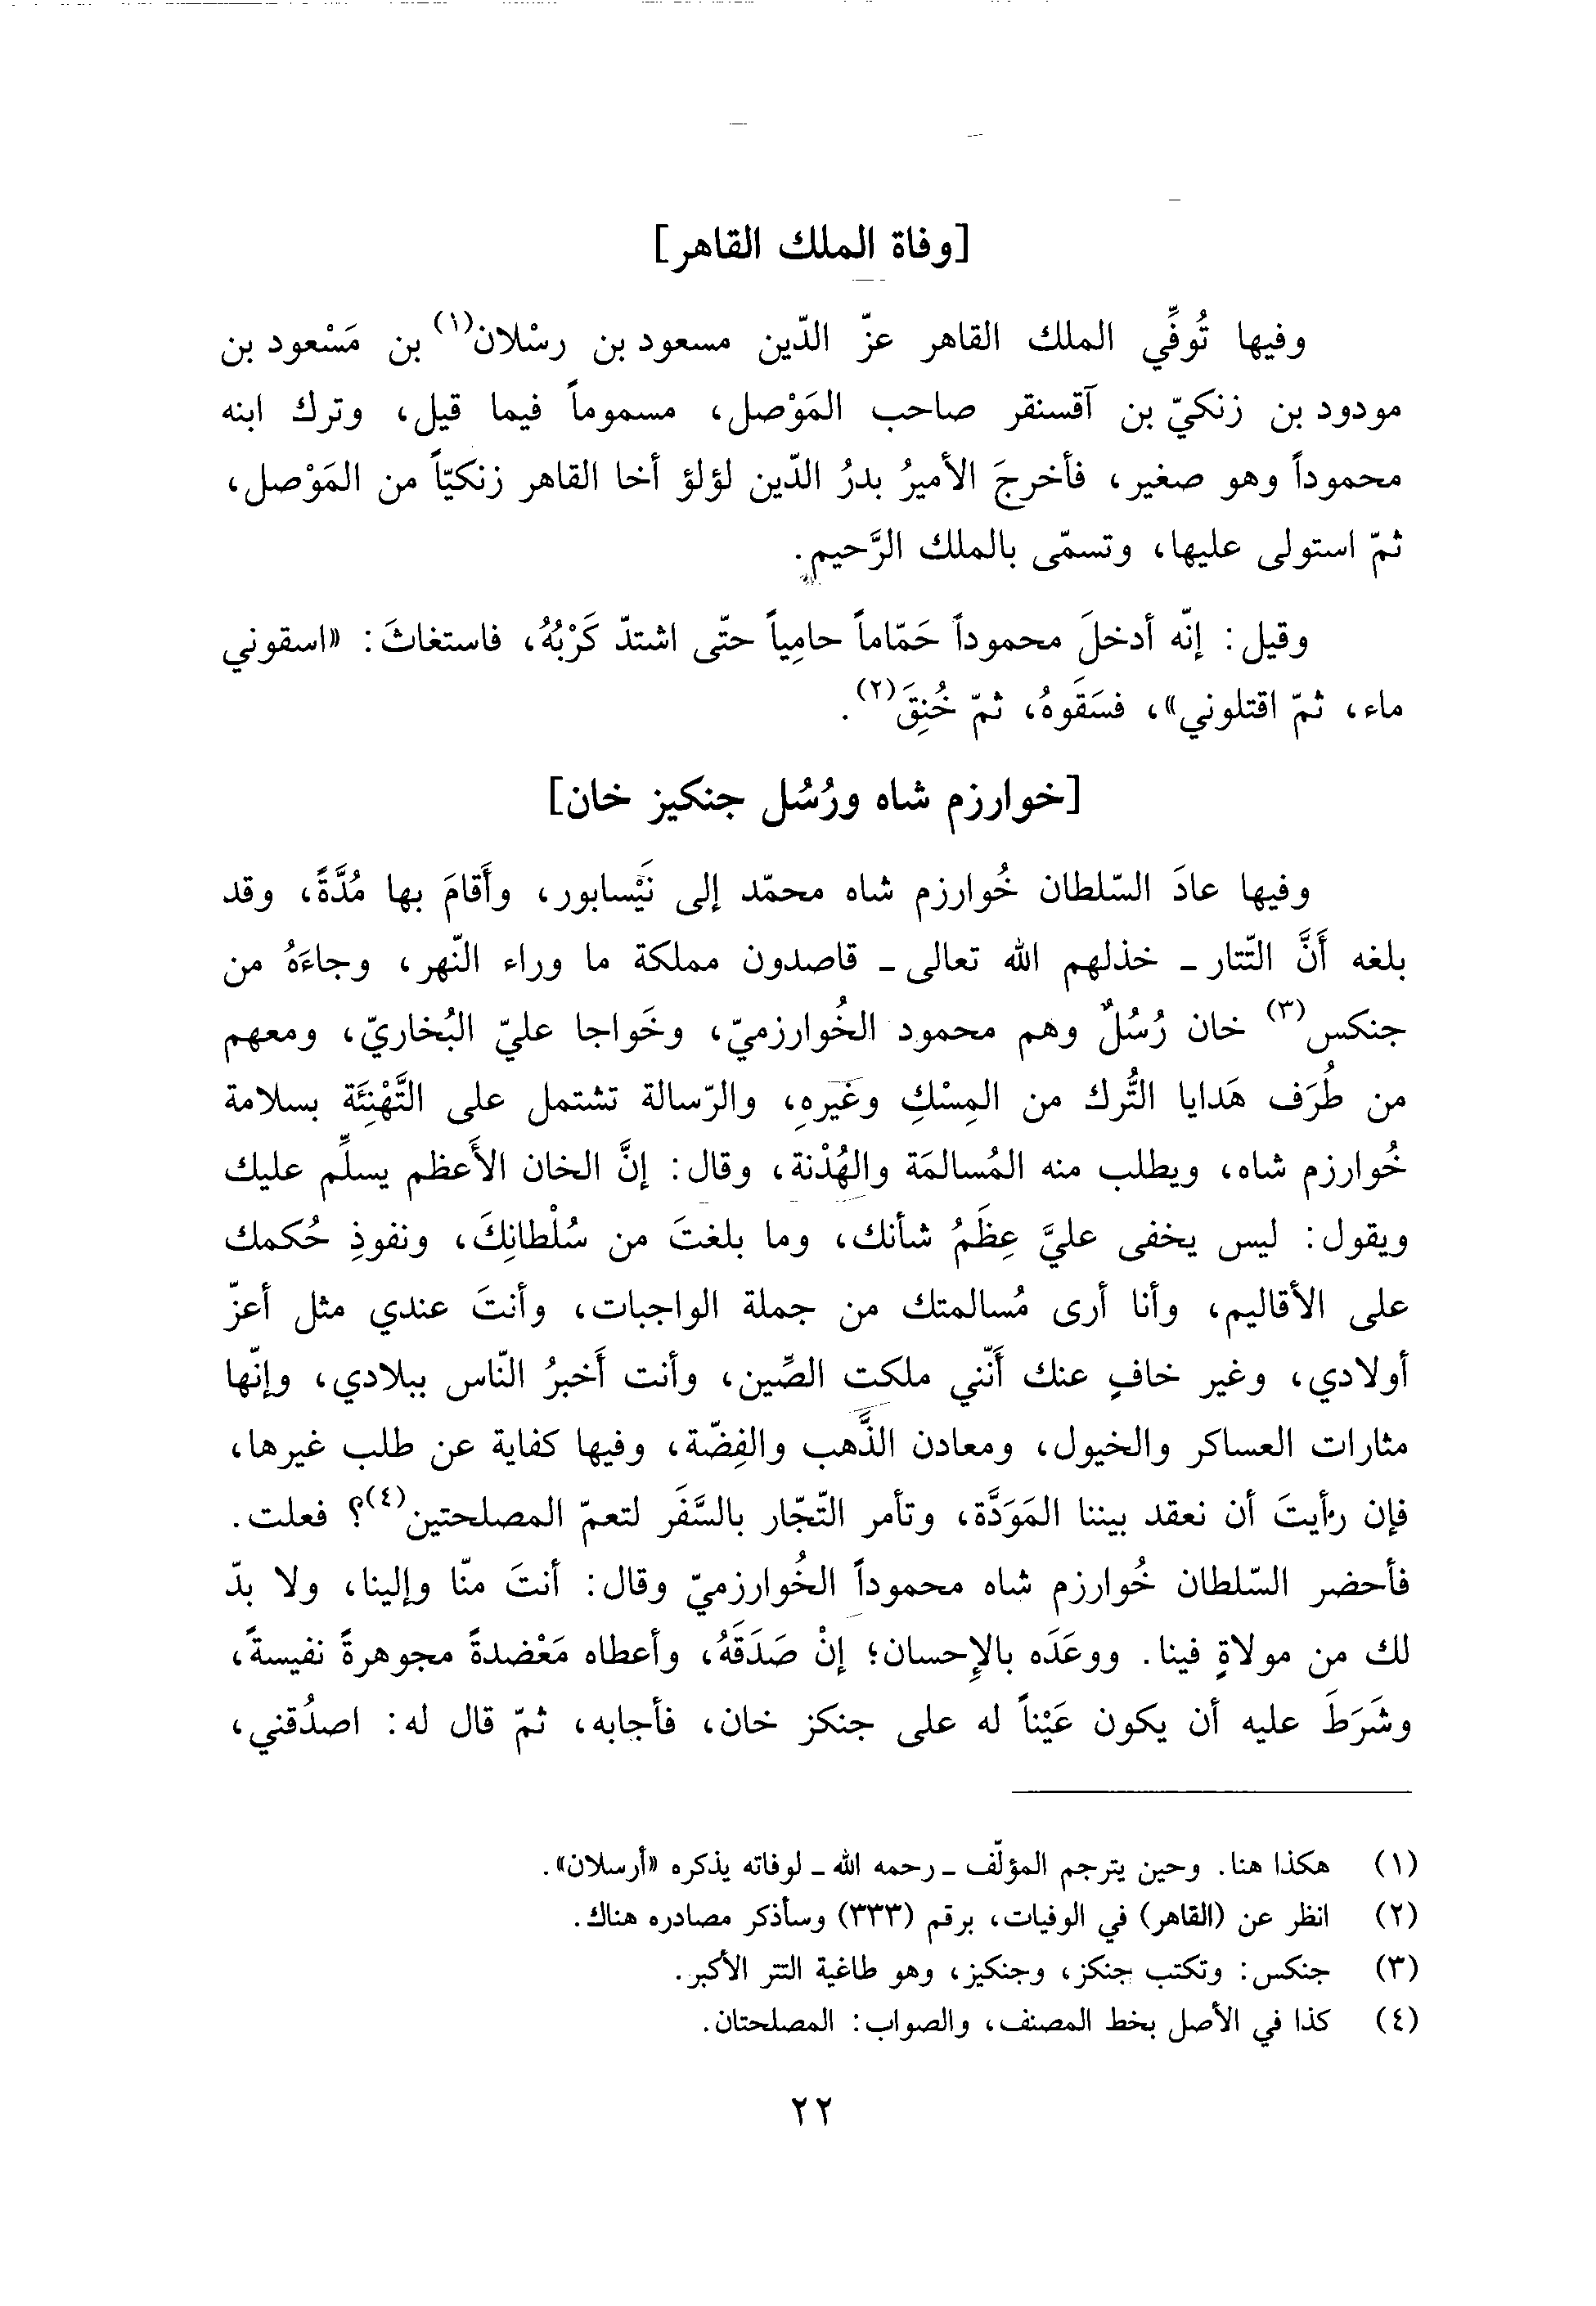 [وفاة الملك القاهر]
وفيها تُوفِّي الملك القاهر عزّ الدّين مسعود بن رسْلان(١) بن مَسْعود بن
مودود بن زنكيّ بن آقسنقر صاحب المَوْصل، مسموماً فيما قيل، وترك ابنه
محموداً وهو صغير، فأخرجَ الأميرُ بدرُ الدّين لؤلؤ أخا القاهر زنكيّاً من المَوْصل،
ثمّ استولى عليها، وتسمّى بالملك الرَّحيم.
وقيل: إنّه أدخلَ محموداً حَمّاماً حامِياً حتّى اشتدّ كَرْبُهُ، فاستغاثَ: «اسقوني
ماء، ثمّ اقتلوني»، فسَقَوهُ، ثمّ خُنِقَ(٢).
[خوارزم شاه ورُسُل جنكيز خان]
وفيها عادَ السّلطان خُوارزم شاه محمّد إلى نَيْسابور، وأَقامَ بها مُدَّةً، وقد
بلغه أَنَّ التّتار ـ خذلهم الله تعالى ـ قاصدون مملكة ما وراء النّهر، وجاءَهُ من
جنكس(٣) خان رُسُلٌ وهم محمود الخُوارزميّ، وخَواجا عليّ البُخاريّ، ومعهم
من طُرَف هَدايا التُّرك من المِسْكِ وغَيرِهِ، والرّسالة تشتمل على التَّهْنِئَة بسلامة
خُوارزم شاه، ويطلب منه المُسالمَة والهُدْنة، وقال: إنَّ الخان الأَعظم يسلِّم عليك
ويقول: ليس يخفى عليَّ عِظَمُ شأنك، وما بلغتَ من سُلْطانِكَ، ونفوذِ حُكمك
على الأقاليم، وأنا أرى مُسالمتك من جملة الواجبات، وأنتَ عندي مثل أعزّ
أولادي، وغير خافٍ عنك أَنّني ملكت الصِّين، وأنت أَخبرُ النّاس ببلادي، وإنّها
مثارات العساكر والخيول، ومعادن الذَّهب والفِضّة، وفيها كفاية عن طلب غيرها،
فإن رأيتَ أن نعقد بيننا المَوَدَّة، وتأمر التّجّار بالسَّفَر لتعمّ المصلحتين(٤)؟ فعلت.
فأحضر السّلطان خُوارزم شاه محموداً الخُوارزميّ وقال: أنتَ منّا وإلينا، ولا بدّ
لك من مولاةٍ فينا. ووعَدَه بالإحسان؛ إنْ صَدَقَهُ، وأعطاه مَعْضدةً مجوهرةً نفيسةً،
وشَرَطَ عليه أن يكون عَيْناً له على جنكز خان، فأجابه، ثمّ قال له: اصدُقني،
(١) هكذا هنا. وحين يترجم المؤلّف ـ رحمه الله ـ لوفاته يذكره «أرسلان».
(٢) انظر عن (القاهر) في الوفيات، برقم (٣٣٣) وسأذكر مصادره هناك.
(٣) جنكس: وتكتب جنكز، وجنكيز، وهو طاغية التتر الأكبر.
(٤) كذا في الأصل بخط المصنف، والصواب: المصلحتان.
٢٢